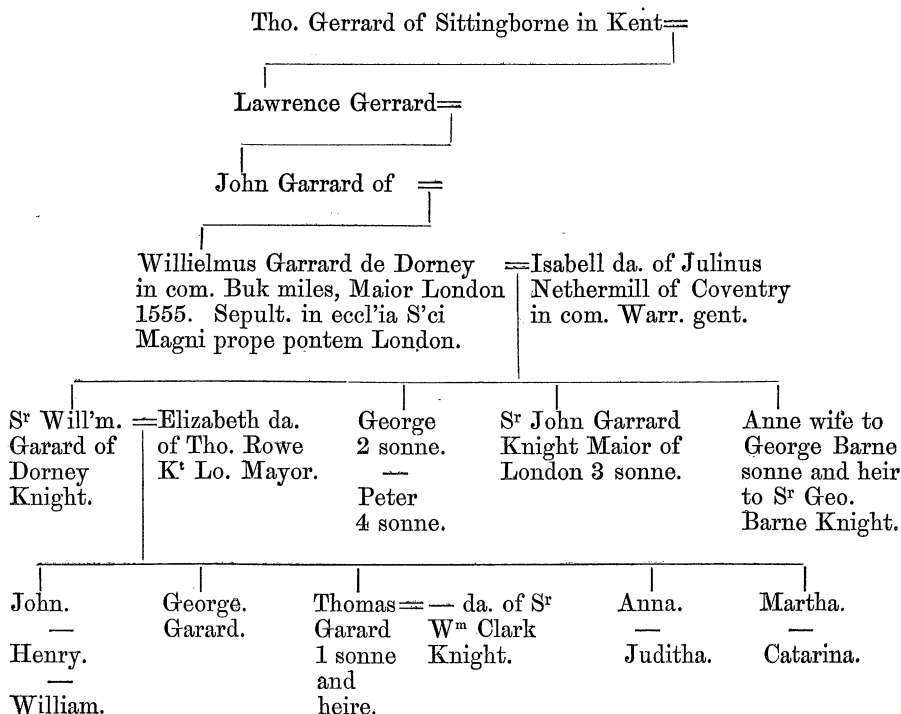 Tho. Gerrard of Sittingborne in Kent=
Lawrence Gerrard=
John Garrard of =
Willielmus Garrard de Dorney
in com. Buk miles, Maior London
1555. Sepult. in eccl'ia S'ci
Magni prope pontem London.
=Isabell da. of Julinus
Nethermill of Coventry
in com. Warr. gent.
Sr Will'm.
Garard of
Dorney
Knight.
=Elizabeth da.
of Tho. Rowe
Kt Lo. Mayor.
George
2 sonne.
—
Peter
4 sonne.
Sr John Garrard
Knight Maior of
London 3 sonne.
Anne wife to
George Barne
sonne and heir
to Sr Geo.
Barne Knight.
John.
—
Henry.
—
William.
George.
Garard.
Thomas=
Garard
1 sonne
and
heire.
— da. of Sr
Wm Clark
Knight.
Anna.
—
Juditha.
Martha.
—
Catarina.